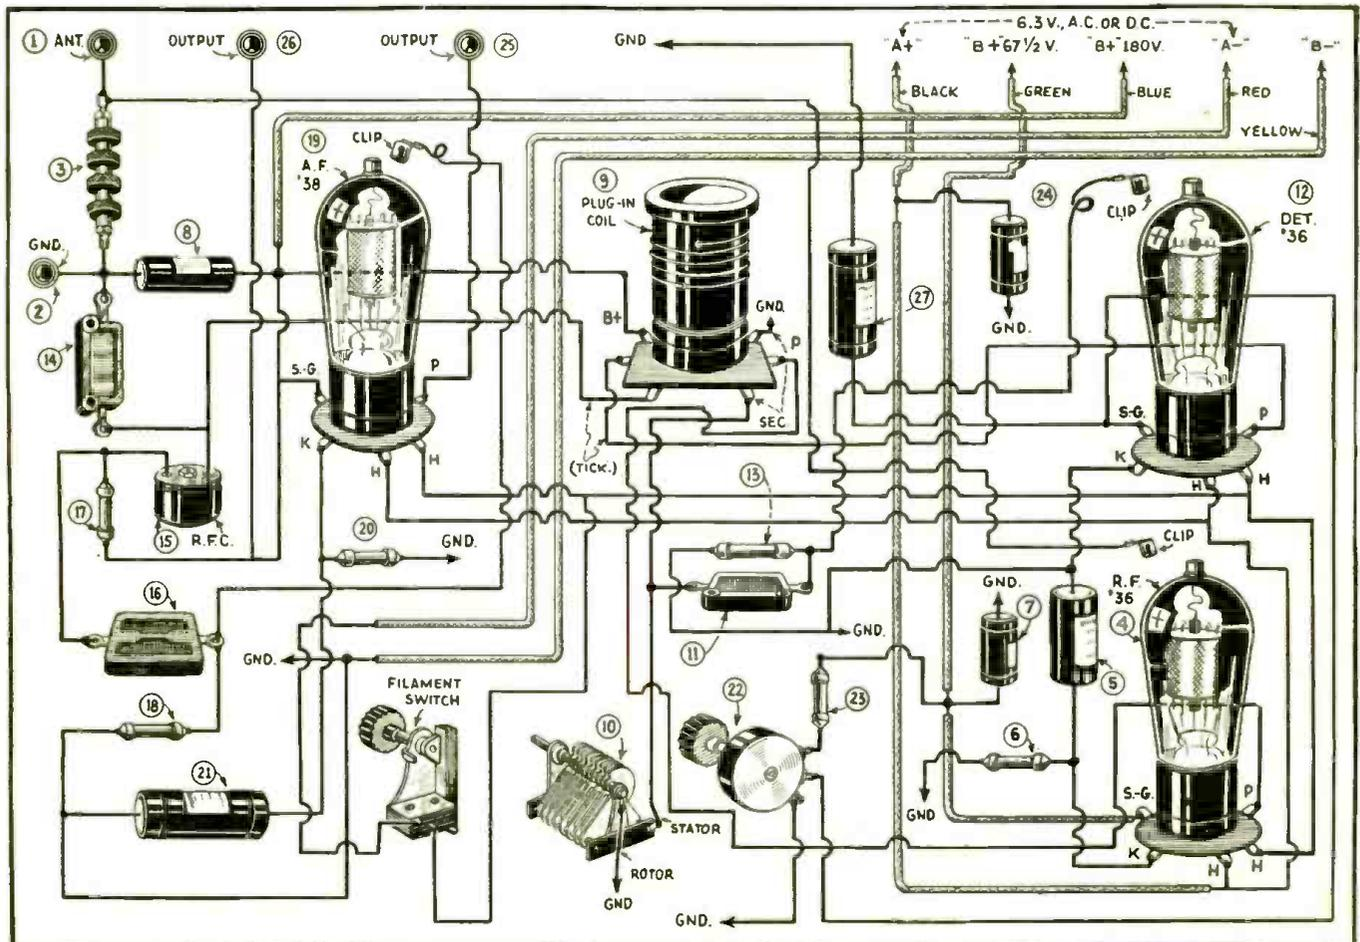 1 ANT.
OUTPUT 26
OUTPUT 25
GND
6.3 V., A.C. OR D.C.
"A+"
"B+" 67½ V.
"B+" 180V.
"A-"
"B-"
BLACK
GREEN
BLUE
RED
YELLOW
3
19
A.F.
'38
CLIP
9
PLUG-IN
COIL
24
CLIP
12
DET.
'36
GND.
2
8
27
GND.
B+
GND.
P
14
S.-G.
P
SEC.
(TICK.)
S.-G.
P
K
H
H
K
H
H
17
15 R.F.C.
20
GND.
13
CLIP
16
11
GND.
GND.
7
5
R.F.
'36
4
GND.
FILAMENT
SWITCH
18
22
23
10
6
21
STATOR
ROTOR
GND
GND.
GND
S.-G.
P
K
H
H